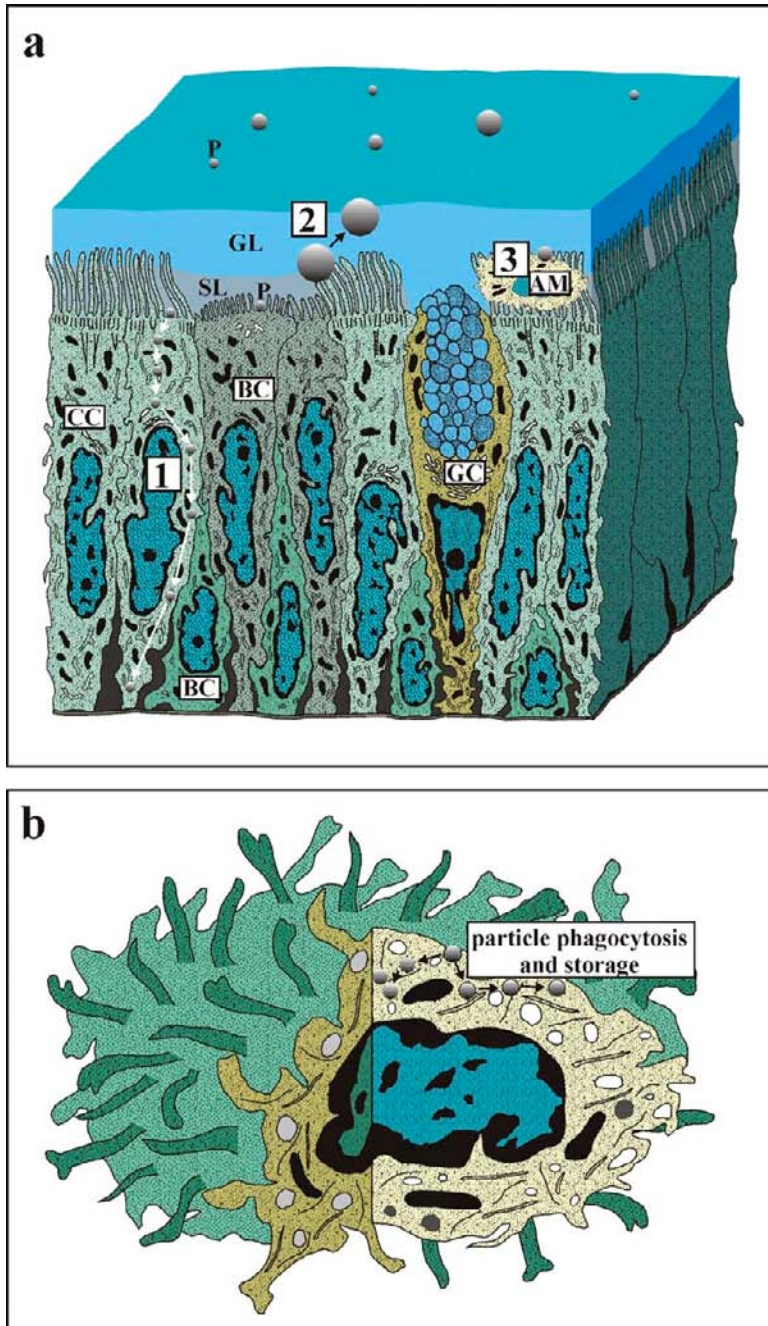 a
P
2
GL
3
AM
SL
P
BC
CC
1
GC
BC
b
particle phagocytosis
and storage